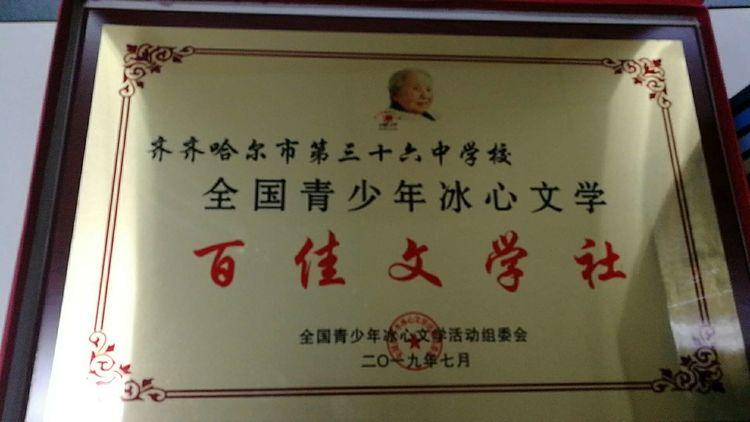 齐齐哈尔市第三十六中学校
全国青少年冰心文学
百佳文学社
全国青少年冰心文学活动组委会
二〇一九年七月